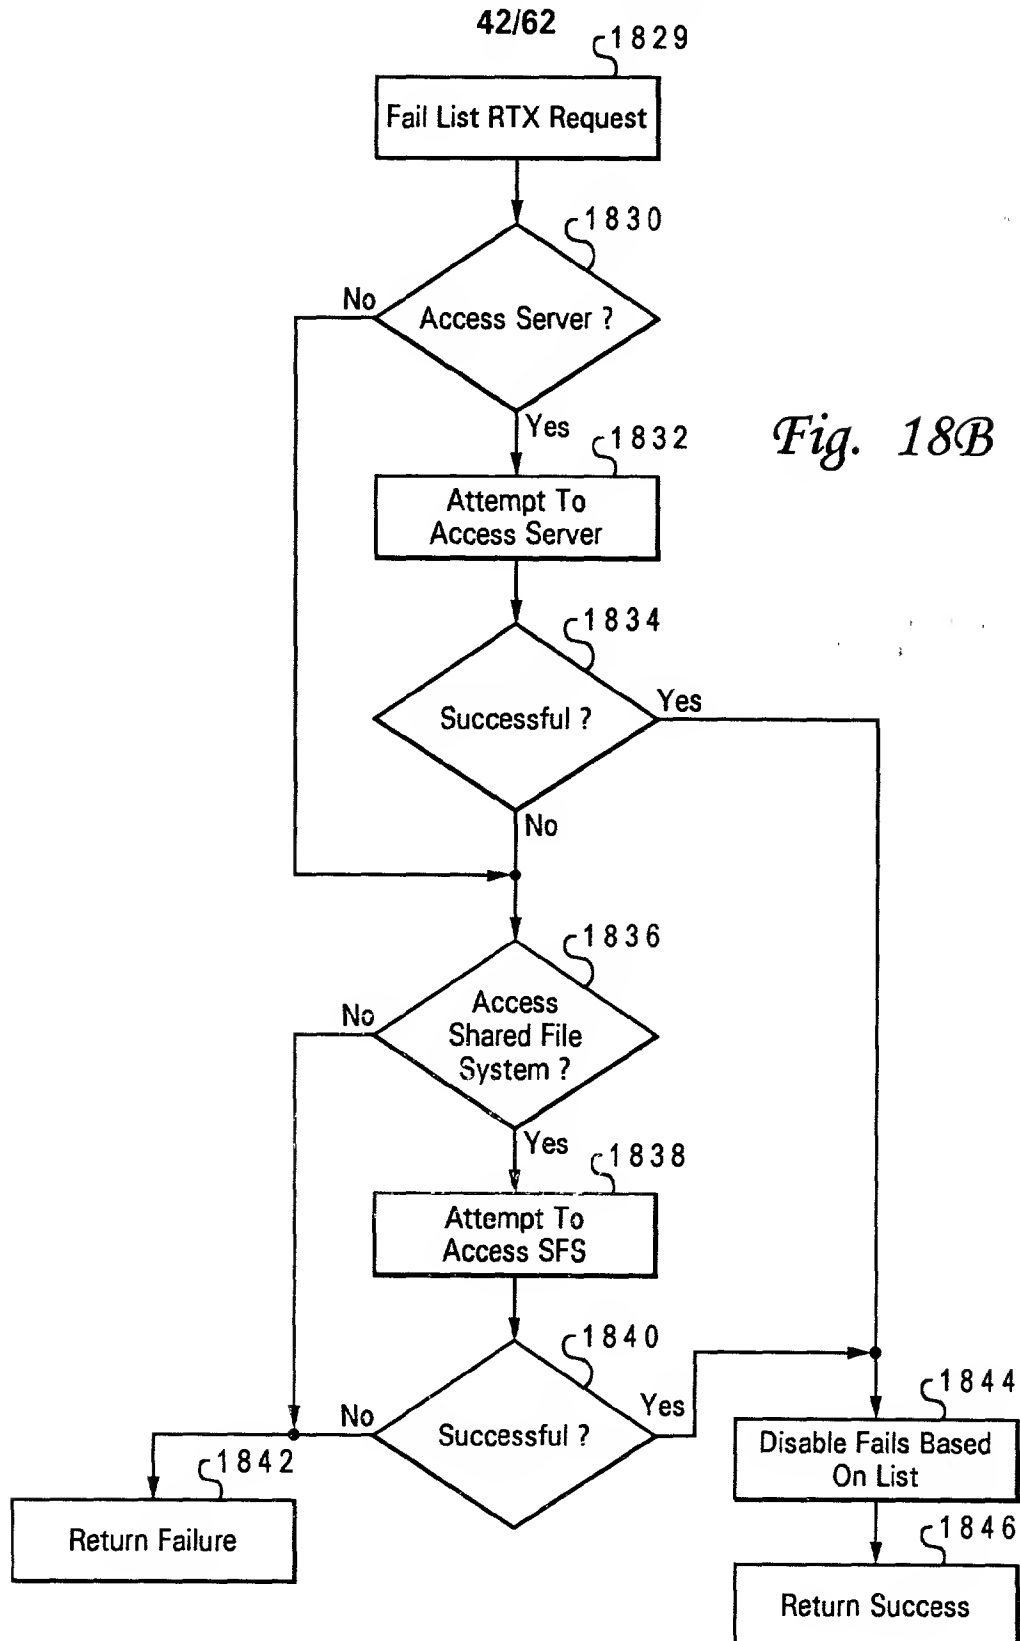 42/62
1829
Fail List RTX Request
1830
No
Access Server ?
Yes
Fig. 18B
1832
Attempt To
Access Server
1834
Yes
Successful ?
No
1836
Access
Shared File
System ?
No
Yes
1838
Attempt To
Access SFS
1840
No
Yes
Successful ?
1844
Disable Fails Based
On List
1842
Return Failure
1846
Return Success